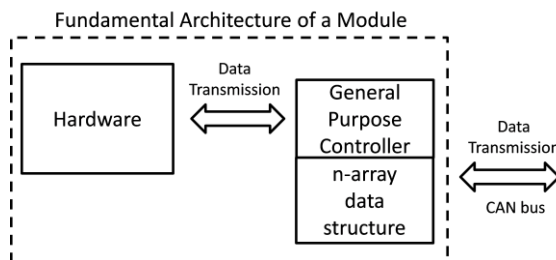 Fundamental Architecture of a Module
Hardware
Data
Transmission
General
Purpose
Controller
n-array
data
structure
Data
Transmission
CAN bus